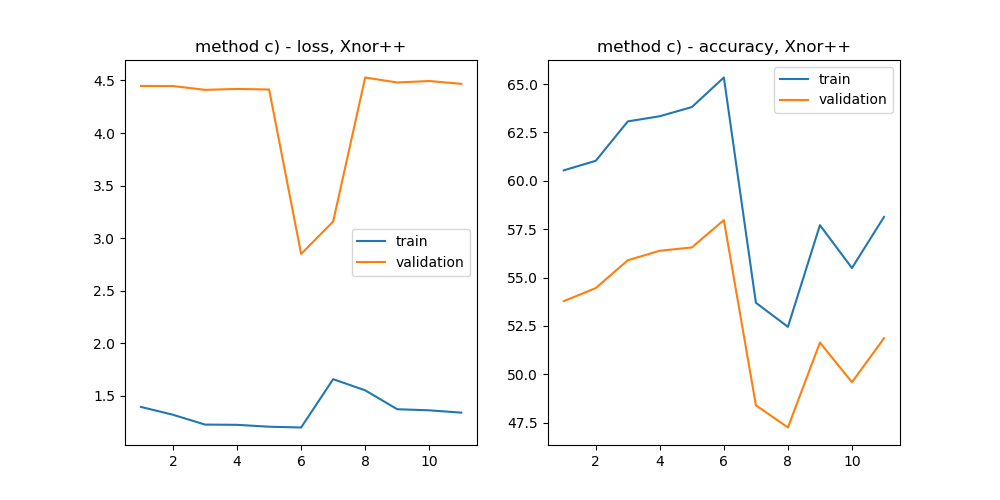 method c) - loss, Xnor++
4.5
4.0
3.5
3.0
2.5
2.0
1.5
2 4 6 8 10
train
validation
method c) - accuracy, Xnor++
65.0
62.5
60.0
57.5
55.0
52.5
50.0
47.5
2 4 6 8 10
train
validation